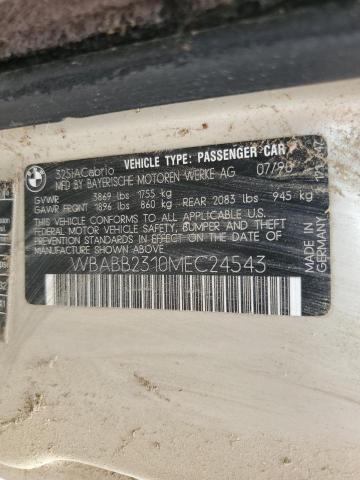 BMW
VEHICLE TYPE: PASSENGER CAR
325iACabrio
MFD BY BAYERISCHE MOTOREN WERKE AG 07/90
GVWR 3869 lbs 1755 kg
GAWR FRONT 1896 lbs 860 kg - REAR 2083 lbs 945 kg
THIS VEHICLE CONFORMS TO ALL APPLICABLE
FEDERAL MOTOR VEHICLE SAFETY, BUMPER AND THEFT
PREVENTION STANDARDS IN EFFECT ON THE DATE OF
MANUFACTURE SHOWN ABOVE
WBABB2310MEC24543
MADE IN
GERMANY